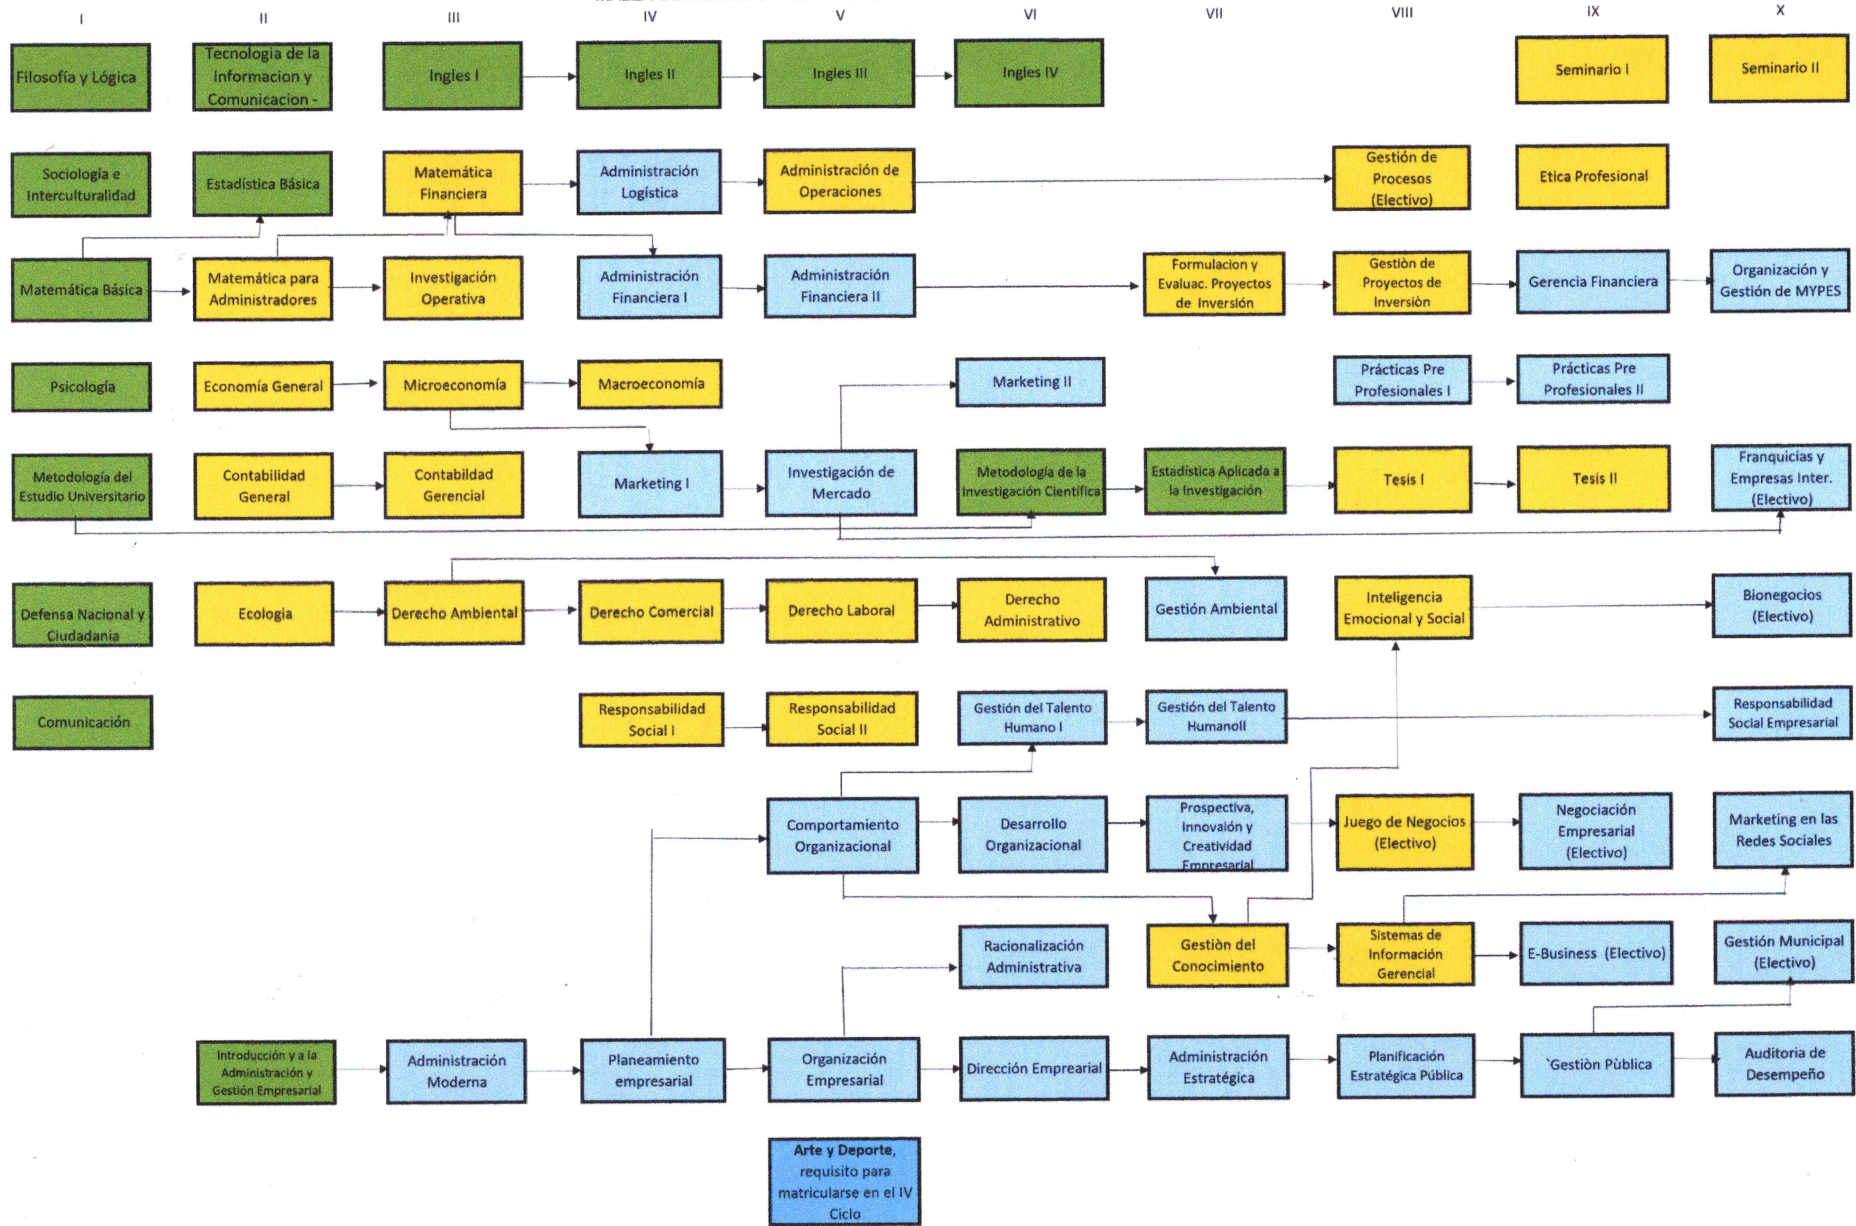 I II III IV V VI VII VIII IX X
Filosofía y Lógica
Tecnologia de la
Informacion y
Comunicacion -
Ingles I
Ingles II
Ingles III
Ingles IV
Seminario I
Seminario II
Sociología e
Interculturalidad
Estadística Básica
Matemática
Financiera
Administración
Logística
Administración de
Operaciones
Gestión de
Procesos
(Electivo)
Etica Profesional
Matemática Básica
Matemática para
Administradores
Investigación
Operativa
Administración
Financiera I
Administración
Financiera II
Formulacion y
Evaluac. Proyectos
de Inversión
Gestiòn de
Proyectos de
Inversiòn
Gerencia Financiera
Organización y
Gestión de MYPES
Psicología
Economía General
Microeconomía
Macroeconomía
Marketing II
Prácticas Pre
Profesionales I
Prácticas Pre
Profesionales II
Metodología del
Estudio Universitario
Contabilidad
General
Contabildad
Gerencial
Marketing I
Investigación de
Mercado
Metodología de la
Investigación Científica
Estadística Aplicada a
la Investigación
Tesis I
Tesis II
Franquicias y
Empresas Inter.
(Electivo)
Defensa Nacional y
Ciudadania
Ecologia
Derecho Ambiental
Derecho Comercial
Derecho Laboral
Derecho
Administrativo
Gestión Ambiental
Inteligencia
Emocional y Social
Bionegocios
(Electivo)
Comunicación
Responsabilidad
Social I
Responsabilidad
Social II
Gestión del Talento
Humano I
Gestión del Talento
HumanoII
Responsabilidad
Social Empresarial
Comportamiento
Organizacional
Desarrollo
Organizacional
Prospectiva,
Innovaión y
Creatividad
Empresarial
Juego de Negocios
(Electivo)
Negociación
Empresarial
(Electivo)
Marketing en las
Redes Sociales
Racionalización
Administrativa
Gestiòn del
Conocimiento
Sistemas de
Información
Gerencial
E-Business (Electivo)
Gestión Municipal
(Electivo)
Introducción y a la
Administración y
Gestión Empresarial
Administración
Moderna
Planeamiento
empresarial
Organización
Empresarial
Dirección Emprearial
Administración
Estratégica
Planificación
Estratégica Pública
`Gestiòn Pùblica
Auditoria de
Desempeño
Arte y Deporte,
requisito para
matricularse en el IV
Ciclo